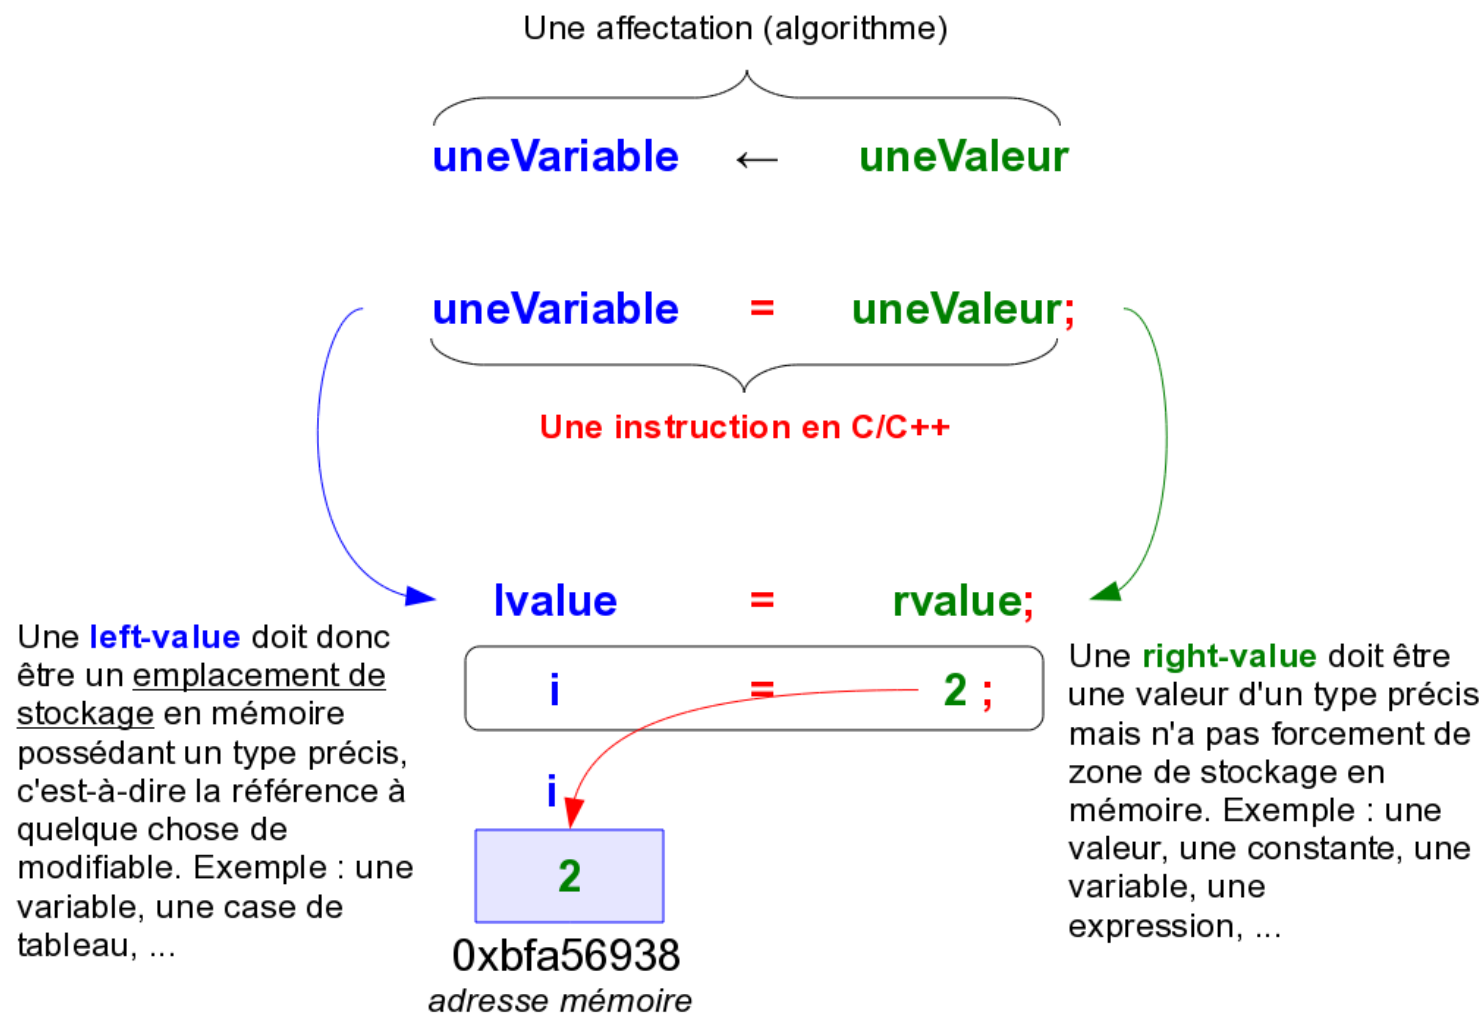 Une affectation (algorithme)
uneVariable ← uneValeur
uneVariable = uneValeur;
Une instruction en C/C++
lvalue = rvalue;
Une left-value doit donc
être un emplacement de
stockage en mémoire
possédant un type précis,
c'est-à-dire la référence à
quelque chose de
modifiable. Exemple : une
variable, une case de
tableau, ...
i = 2 ;
i
2
0xbfa56938
adresse mémoire
Une right-value doit être
une valeur d'un type précis
mais n'a pas forcement de
zone de stockage en
mémoire. Exemple : une
valeur, une constante, une
variable, une
expression, ...